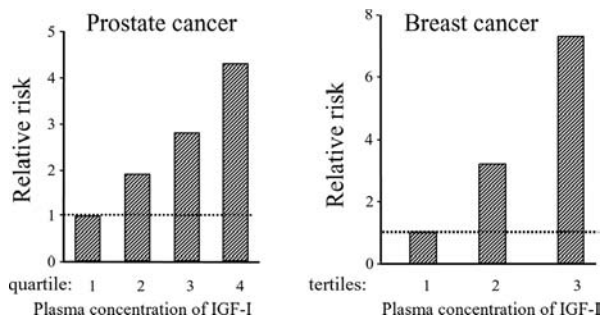 Prostate cancer
5
4
3
2
1
0
Relative risk
quartile: 1 2 3 4
Plasma concentration of IGF-I
Breast cancer
8
6
4
2
0
Relative risk
tertiles: 1 2 3
Plasma concentration of IGF-I